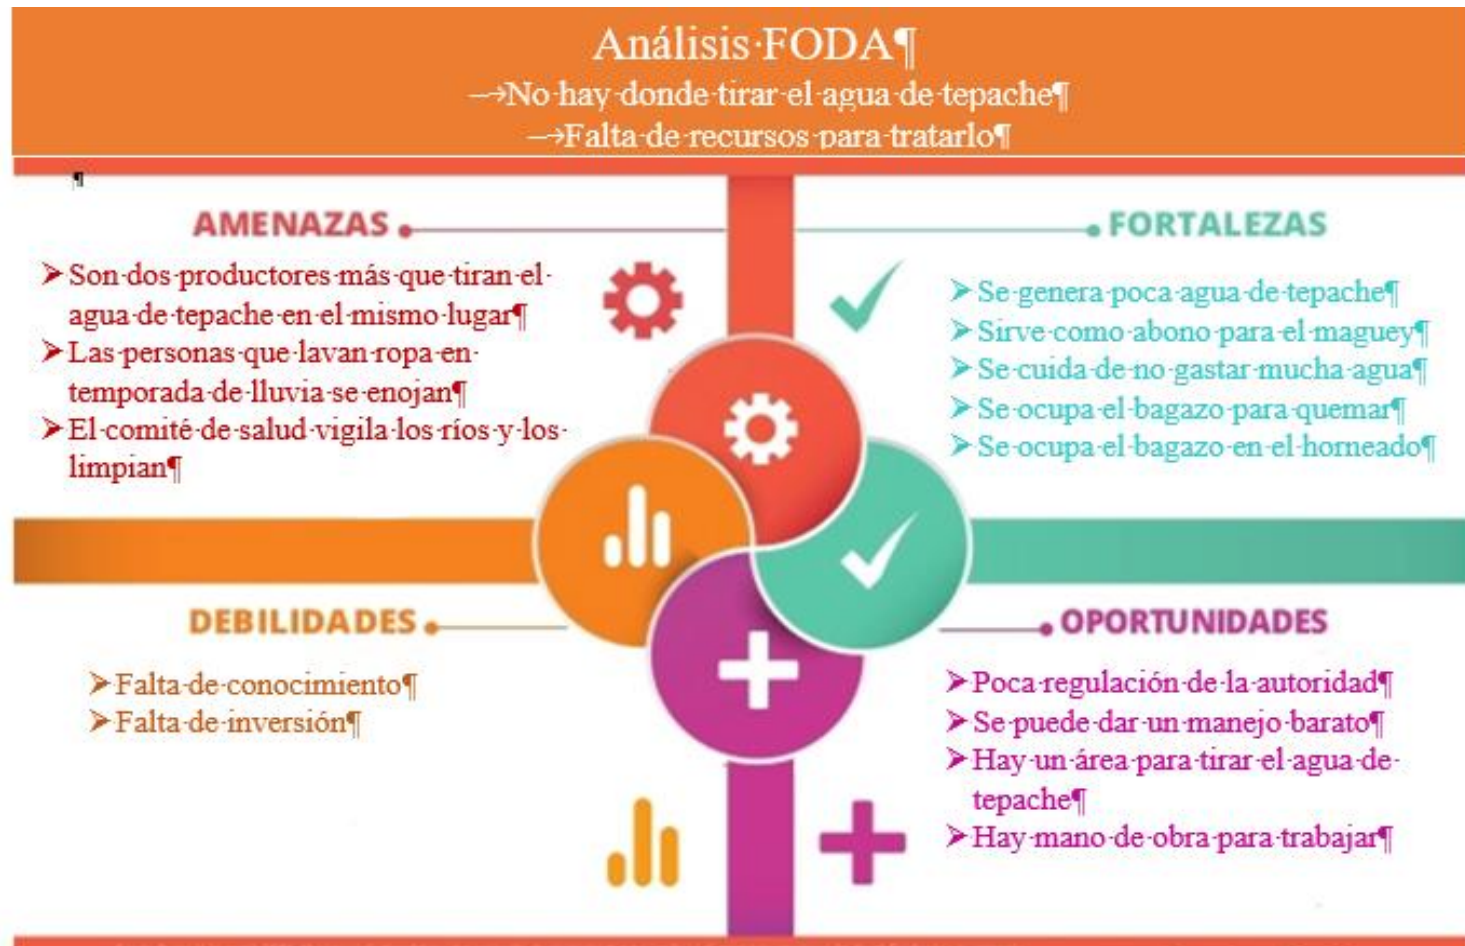 Análisis·FODA¶
→No·hay·donde·tirar·el·agua·de·tepache¶
→Falta·de·recursos·para·tratarlo¶
¶
AMENAZAS
➤Son·dos·productores·más·que·tiran·el·
agua·de·tepache·en·el·mismo·lugar¶
➤Las·personas·que·lavan·ropa·en·
temporada·de·lluvia·se·enojan¶
➤El·comité·de·salud·vigila·los·ríos·y·los·
limpian¶
FORTALEZAS
➤Se·genera·poca·agua·de·tepache¶
➤Sirve·como·abono·para·el·maguey¶
➤Se·cuida·de·no·gastar·mucha·agua¶
➤Se·ocupa·el·bagazo·para·quemar¶
➤Se·ocupa·el·bagazo·en·el·horneado¶
DEBILIDADES
➤Falta·de·conocimiento¶
➤Falta·de·inversión¶
OPORTUNIDADES
➤Poca·regulación·de·la·autoridad¶
➤Se·puede·dar·un·manejo·barato¶
➤Hay·un·área·para·tirar·el·agua·de·
tepache¶
➤Hay·mano·de·obra·para·trabajar¶